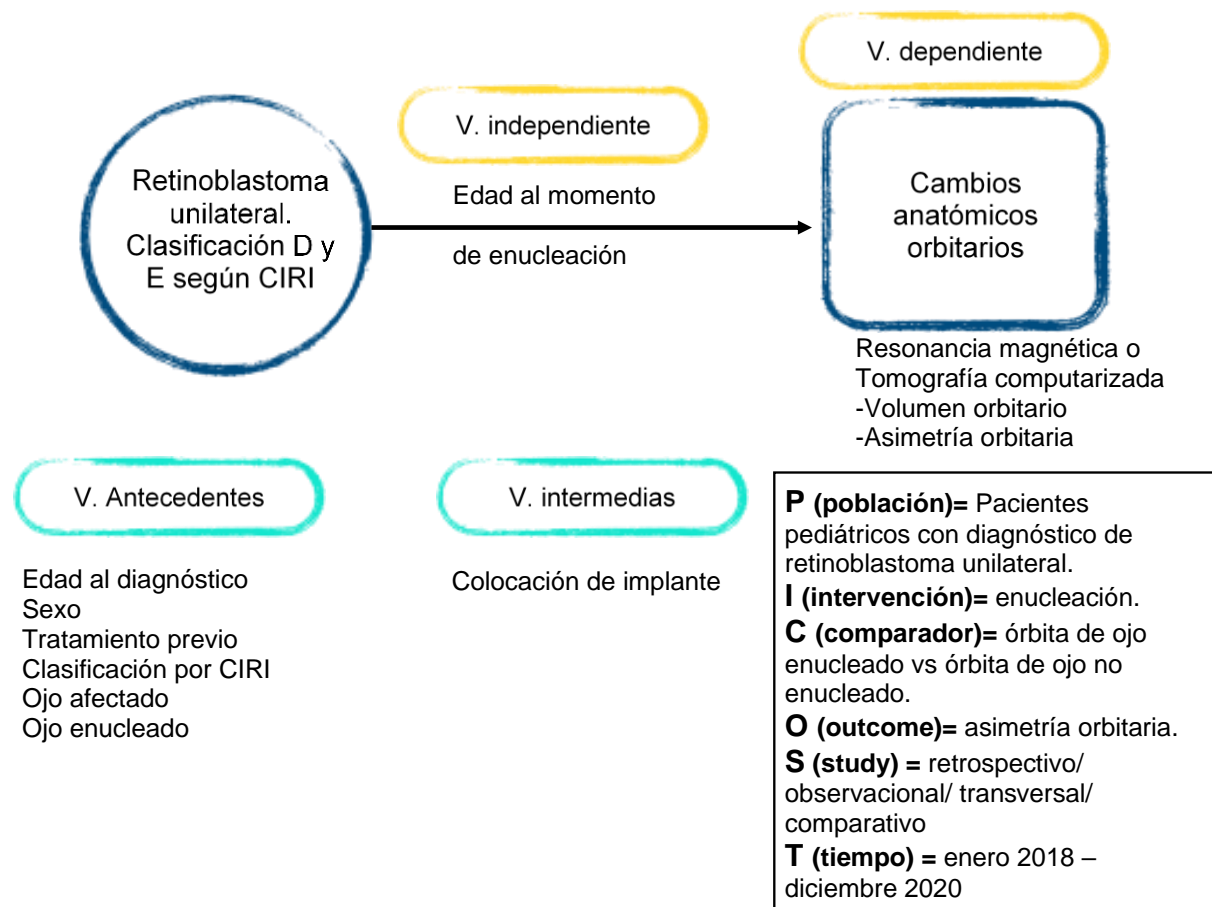 V. dependiente
V. independiente
Retinoblastoma
unilateral.
Clasificación D y
E según CIRI
Edad al momento
de enucleación
Cambios
anatómicos
orbitarios
Resonancia magnética o
Tomografía computarizada
-Volumen orbitario
-Asimetría orbitaria
V. Antecedentes
Edad al diagnóstico
Sexo
Tratamiento previo
Clasificación por CIRI
Ojo afectado
Ojo enucleado
V. intermedias
Colocación de implante
P (población)= Pacientes
pediátricos con diagnóstico de
retinoblastoma unilateral.
I (intervención)= enucleación.
C (comparador)= órbita de ojo
enucleado vs órbita de ojo no
enucleado.
O (outcome)= asimetría orbitaria.
S (study) = retrospectivo/
observacional/ transversal/
comparativo
T (tiempo) = enero 2018 –
diciembre 2020